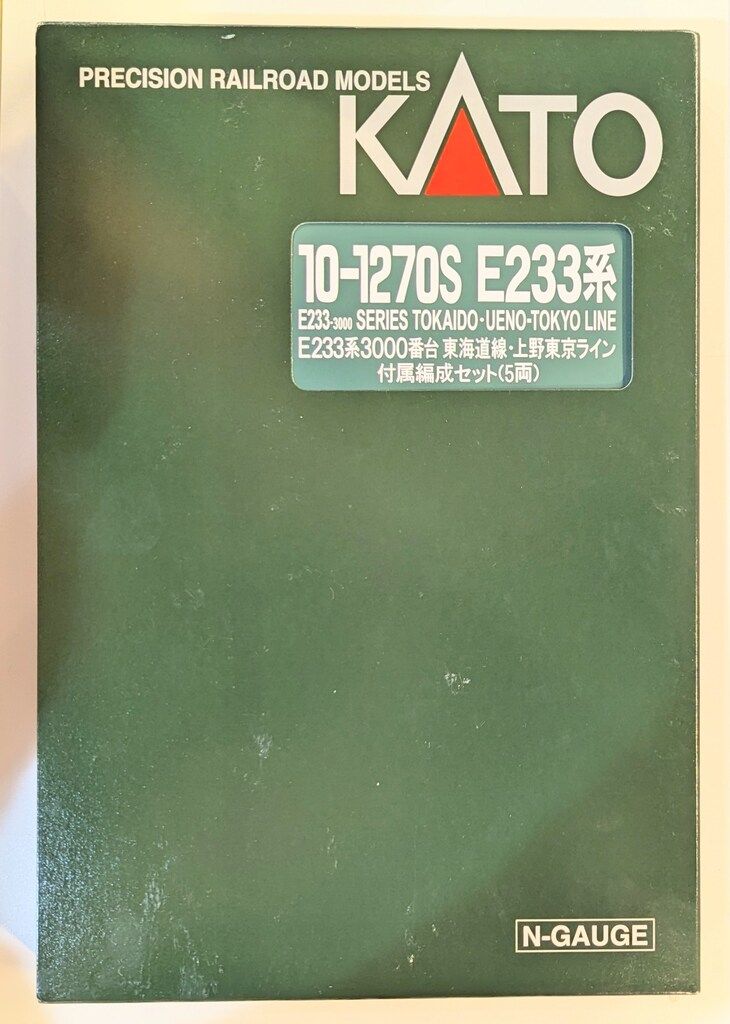 PRECISION RAILROAD MODELS
KATO
10-1270S E233系
E233-3000 SERIES TOKAIDO・UENO-TOKYO LINE
E233系3000番台 東海道線・上野東京ライン
付属編成セット(5両)
N-GAUGE